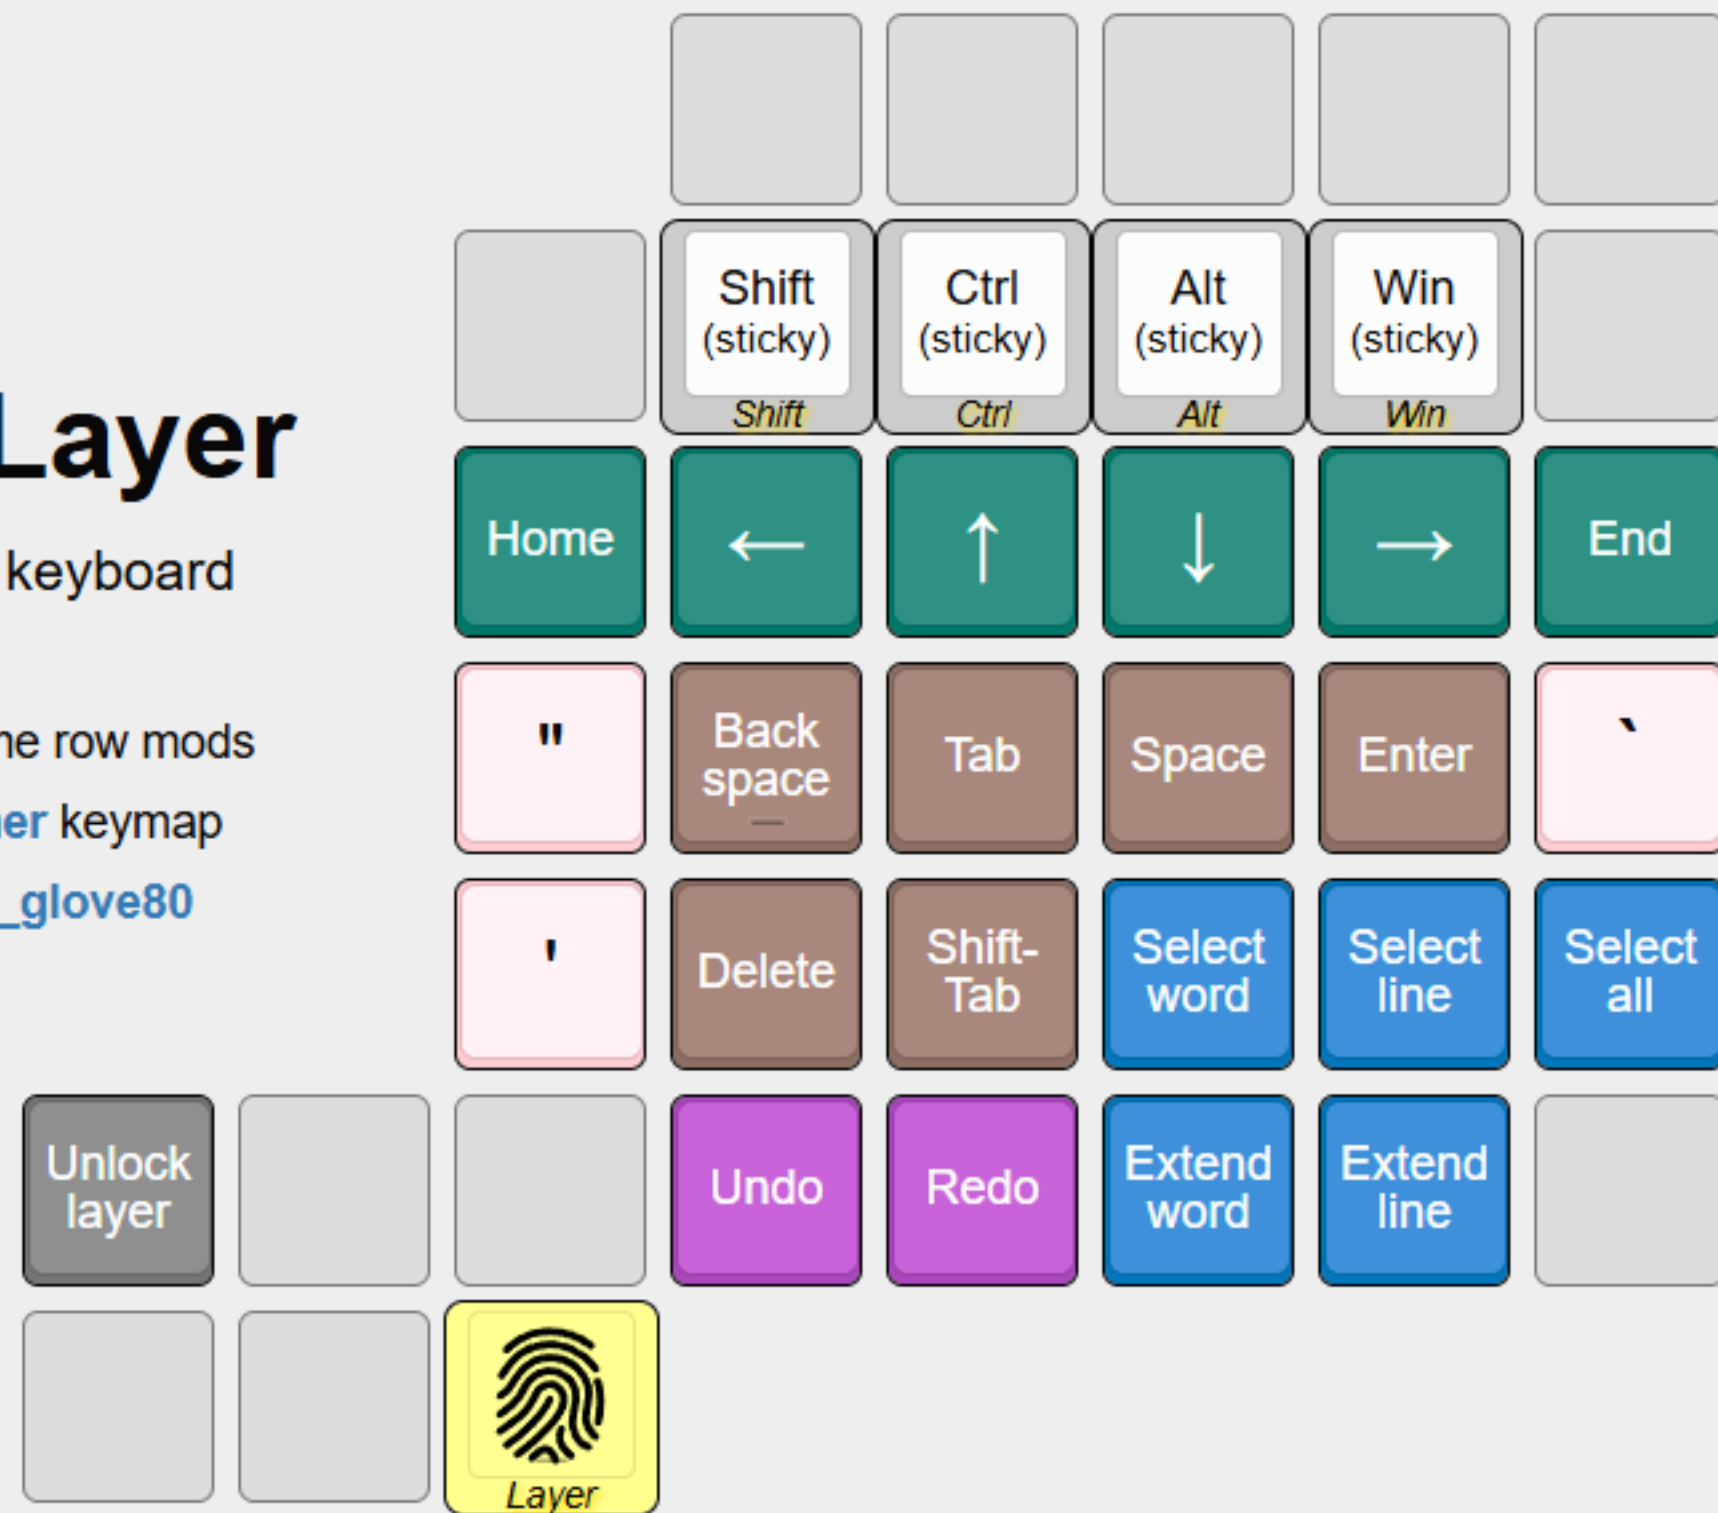 Shift
(sticky)
Shift
Ctrl
(sticky)
Ctrl
Alt
(sticky)
Alt
Win
(sticky)
Win
Layer
keyboard
Home
←
↑
↓
→
End
row mods
keymap
_glove80
"
Back
space
Tab
Space
Enter
`
'
Delete
Shift-
Tab
Select
word
Select
line
Select
all
Unlock
layer
Undo
Redo
Extend
word
Extend
line
Layer